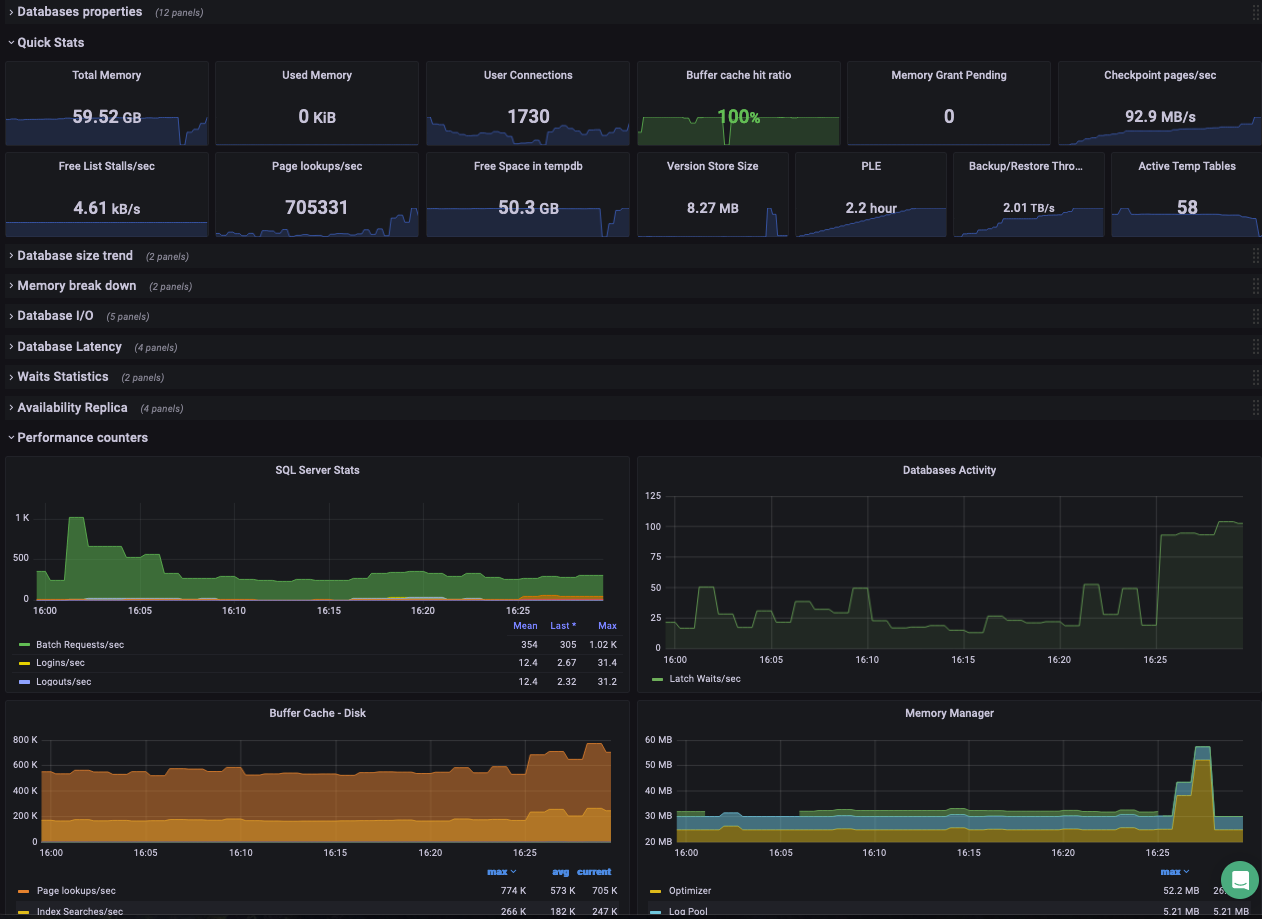 Databases properties (12 panels)
Quick Stats
Total Memory
59.52 GB
Used Memory
0 KiB
User Connections
1730
Buffer cache hit ratio
100%
Memory Grant Pending
0
Checkpoint pages/sec
92.9 MB/s
Free List Stalls/sec
4.61 kB/s
Page lookups/sec
705331
Free Space in tempdb
50.3 GB
Version Store Size
8.27 MB
PLE
2.2 hour
Backup/Restore Thro...
2.01 TB/s
Active Temp Tables
58
Database size trend (2 panels)
Memory break down (2 panels)
Database I/O (5 panels)
Database Latency (4 panels)
Waits Statistics (2 panels)
Availability Replica (4 panels)
Performance counters
SQL Server Stats
1 K
500
0
16:00 16:05 16:10 16:15 16:20 16:25
Mean Last * Max
Batch Requests/sec 354 305 1.02 K
Logins/sec 12.4 2.67 31.4
Logouts/sec 12.4 2.32 31.2
Databases Activity
125
100
75
50
25
0
16:00 16:05 16:10 16:15 16:20 16:25
Latch Waits/sec
Buffer Cache - Disk
800 K
600 K
400 K
200 K
0
16:00 16:05 16:10 16:15 16:20 16:25
max avg current
Page lookups/sec 774 K 573 K 705 K
Index Searches/sec 266 K 182 K 247 K
Memory Manager
60 MB
50 MB
40 MB
30 MB
20 MB
16:00 16:05 16:10 16:15 16:20 16:25
max
Optimizer 52.2 MB
Log Pool 5.21 MB 5.21 MB